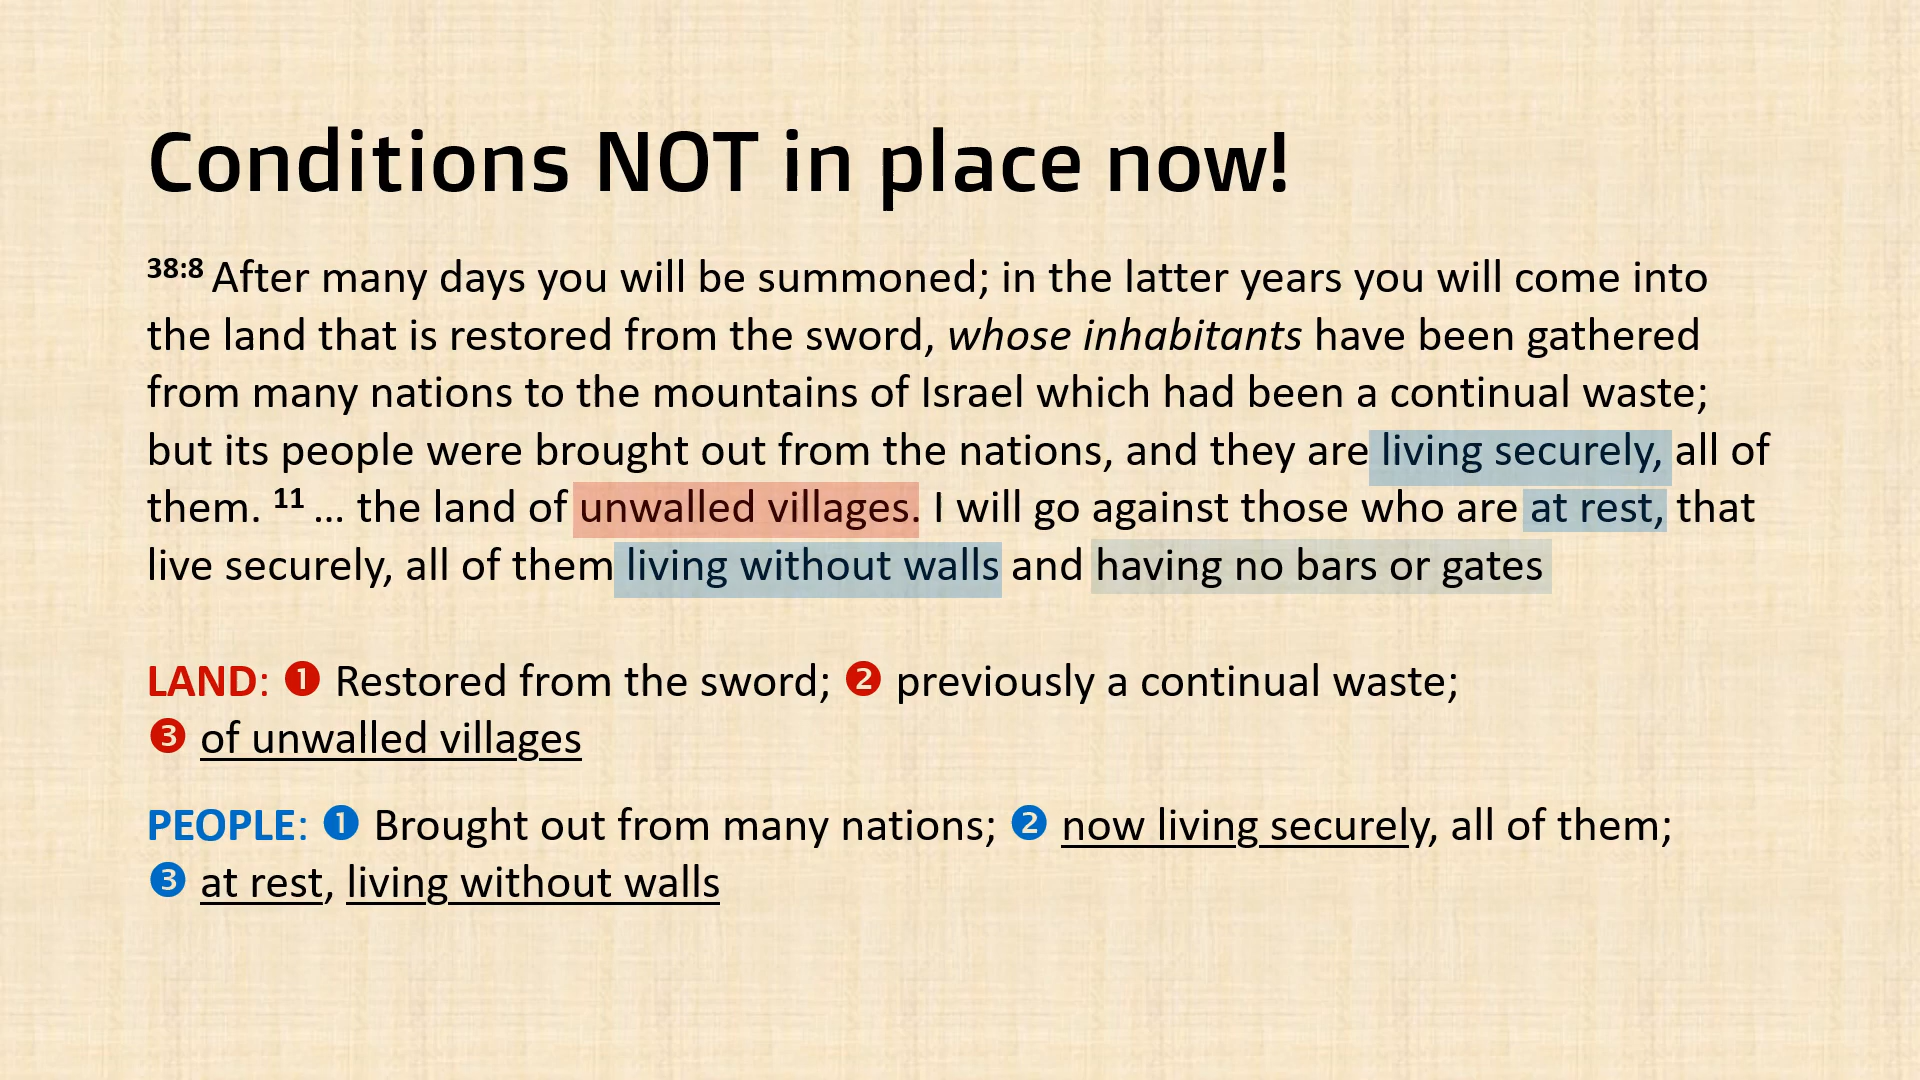 Conditions NOT in place now!
38:8 After many days you will be summoned; in the latter years you will come into
the land that is restored from the sword, whose inhabitants have been gathered
from many nations to the mountains of Israel which had been a continual waste;
but its people were brought out from the nations, and they are living securely, all of
them. 11 … the land of unwalled villages. I will go against those who are at rest, that
live securely, all of them living without walls and having no bars or gates
LAND: ❶ Restored from the sword; ❷ previously a continual waste;
❸ of unwalled villages
PEOPLE: ❶ Brought out from many nations; ❷ now living securely, all of them;
❸ at rest, living without walls